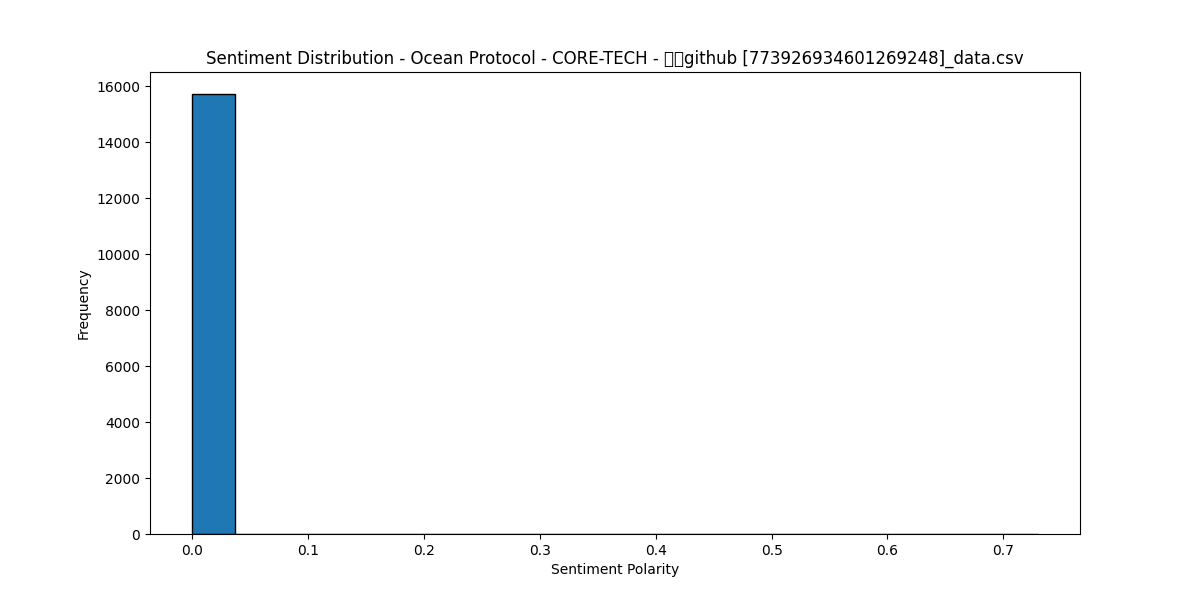 Sentiment Distribution - Ocean Protocol - CORE-TECH - github [773926934601269248]_data.csv
16000
14000
12000
10000
8000
6000
4000
2000
0
Frequency
0.0 0.1 0.2 0.3 0.4 0.5 0.6 0.7
Sentiment Polarity